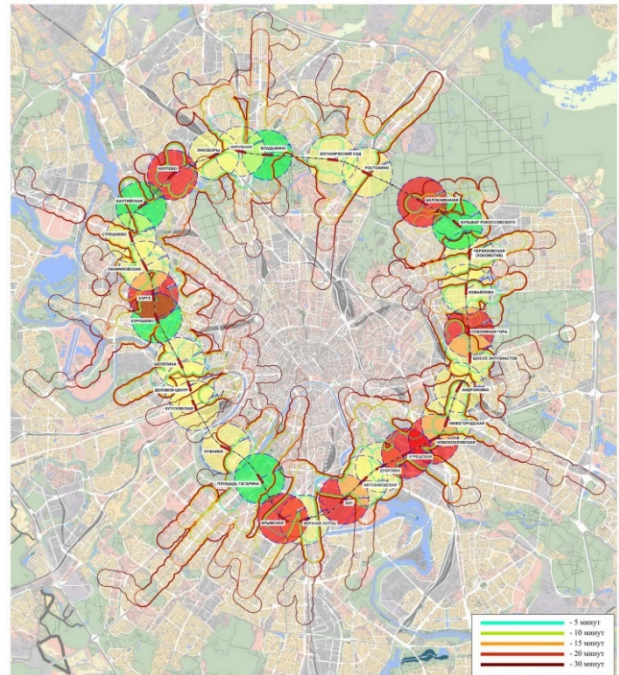 ЛИХОБОРЫ
ОКРУЖНАЯ
ВЛАДЫКИНО
БОТАНИЧЕСКИЙ САД
РОСТОКИНО
КОПТЕВО
БАЛТИЙСКАЯ
БЕЛОКАМЕННАЯ
БУЛЬВАР РОКОССОВСКОГО
СТРЕШНЕВО
ЧЕРКИЗОВСКАЯ
(ЛОКОМОТИВ)
ПАНФИЛОВСКАЯ
ИЗМАЙЛОВО
ЗОРГЕ
ХОРОШЕВО
СОКОЛИНАЯ ГОРА
ШОССЕ ЭНТУЗИАСТОВ
ШЕЛЕПИХА
ДЕЛОВОЙ ЦЕНТР
АНДРОНОВКА
КУТУЗОВСКАЯ
НИЖЕГОРОДСКАЯ
НОВОХОХЛОВСКАЯ
ЛУЖНИКИ
УГРЕШСКАЯ
ДУБРОВКА
ПЛОЩАДЬ ГАГАРИНА
АВТОЗАВОДСКАЯ
ЗИЛ
КРЫМСКАЯ
ВЕРХНИЕ КОТЛЫ
- 5 минут
- 10 минут
- 15 минут
- 20 минут
- 30 минут